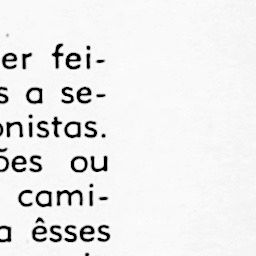 er fei-
s a se-
onistas.
ões ou
cami-
a êsses